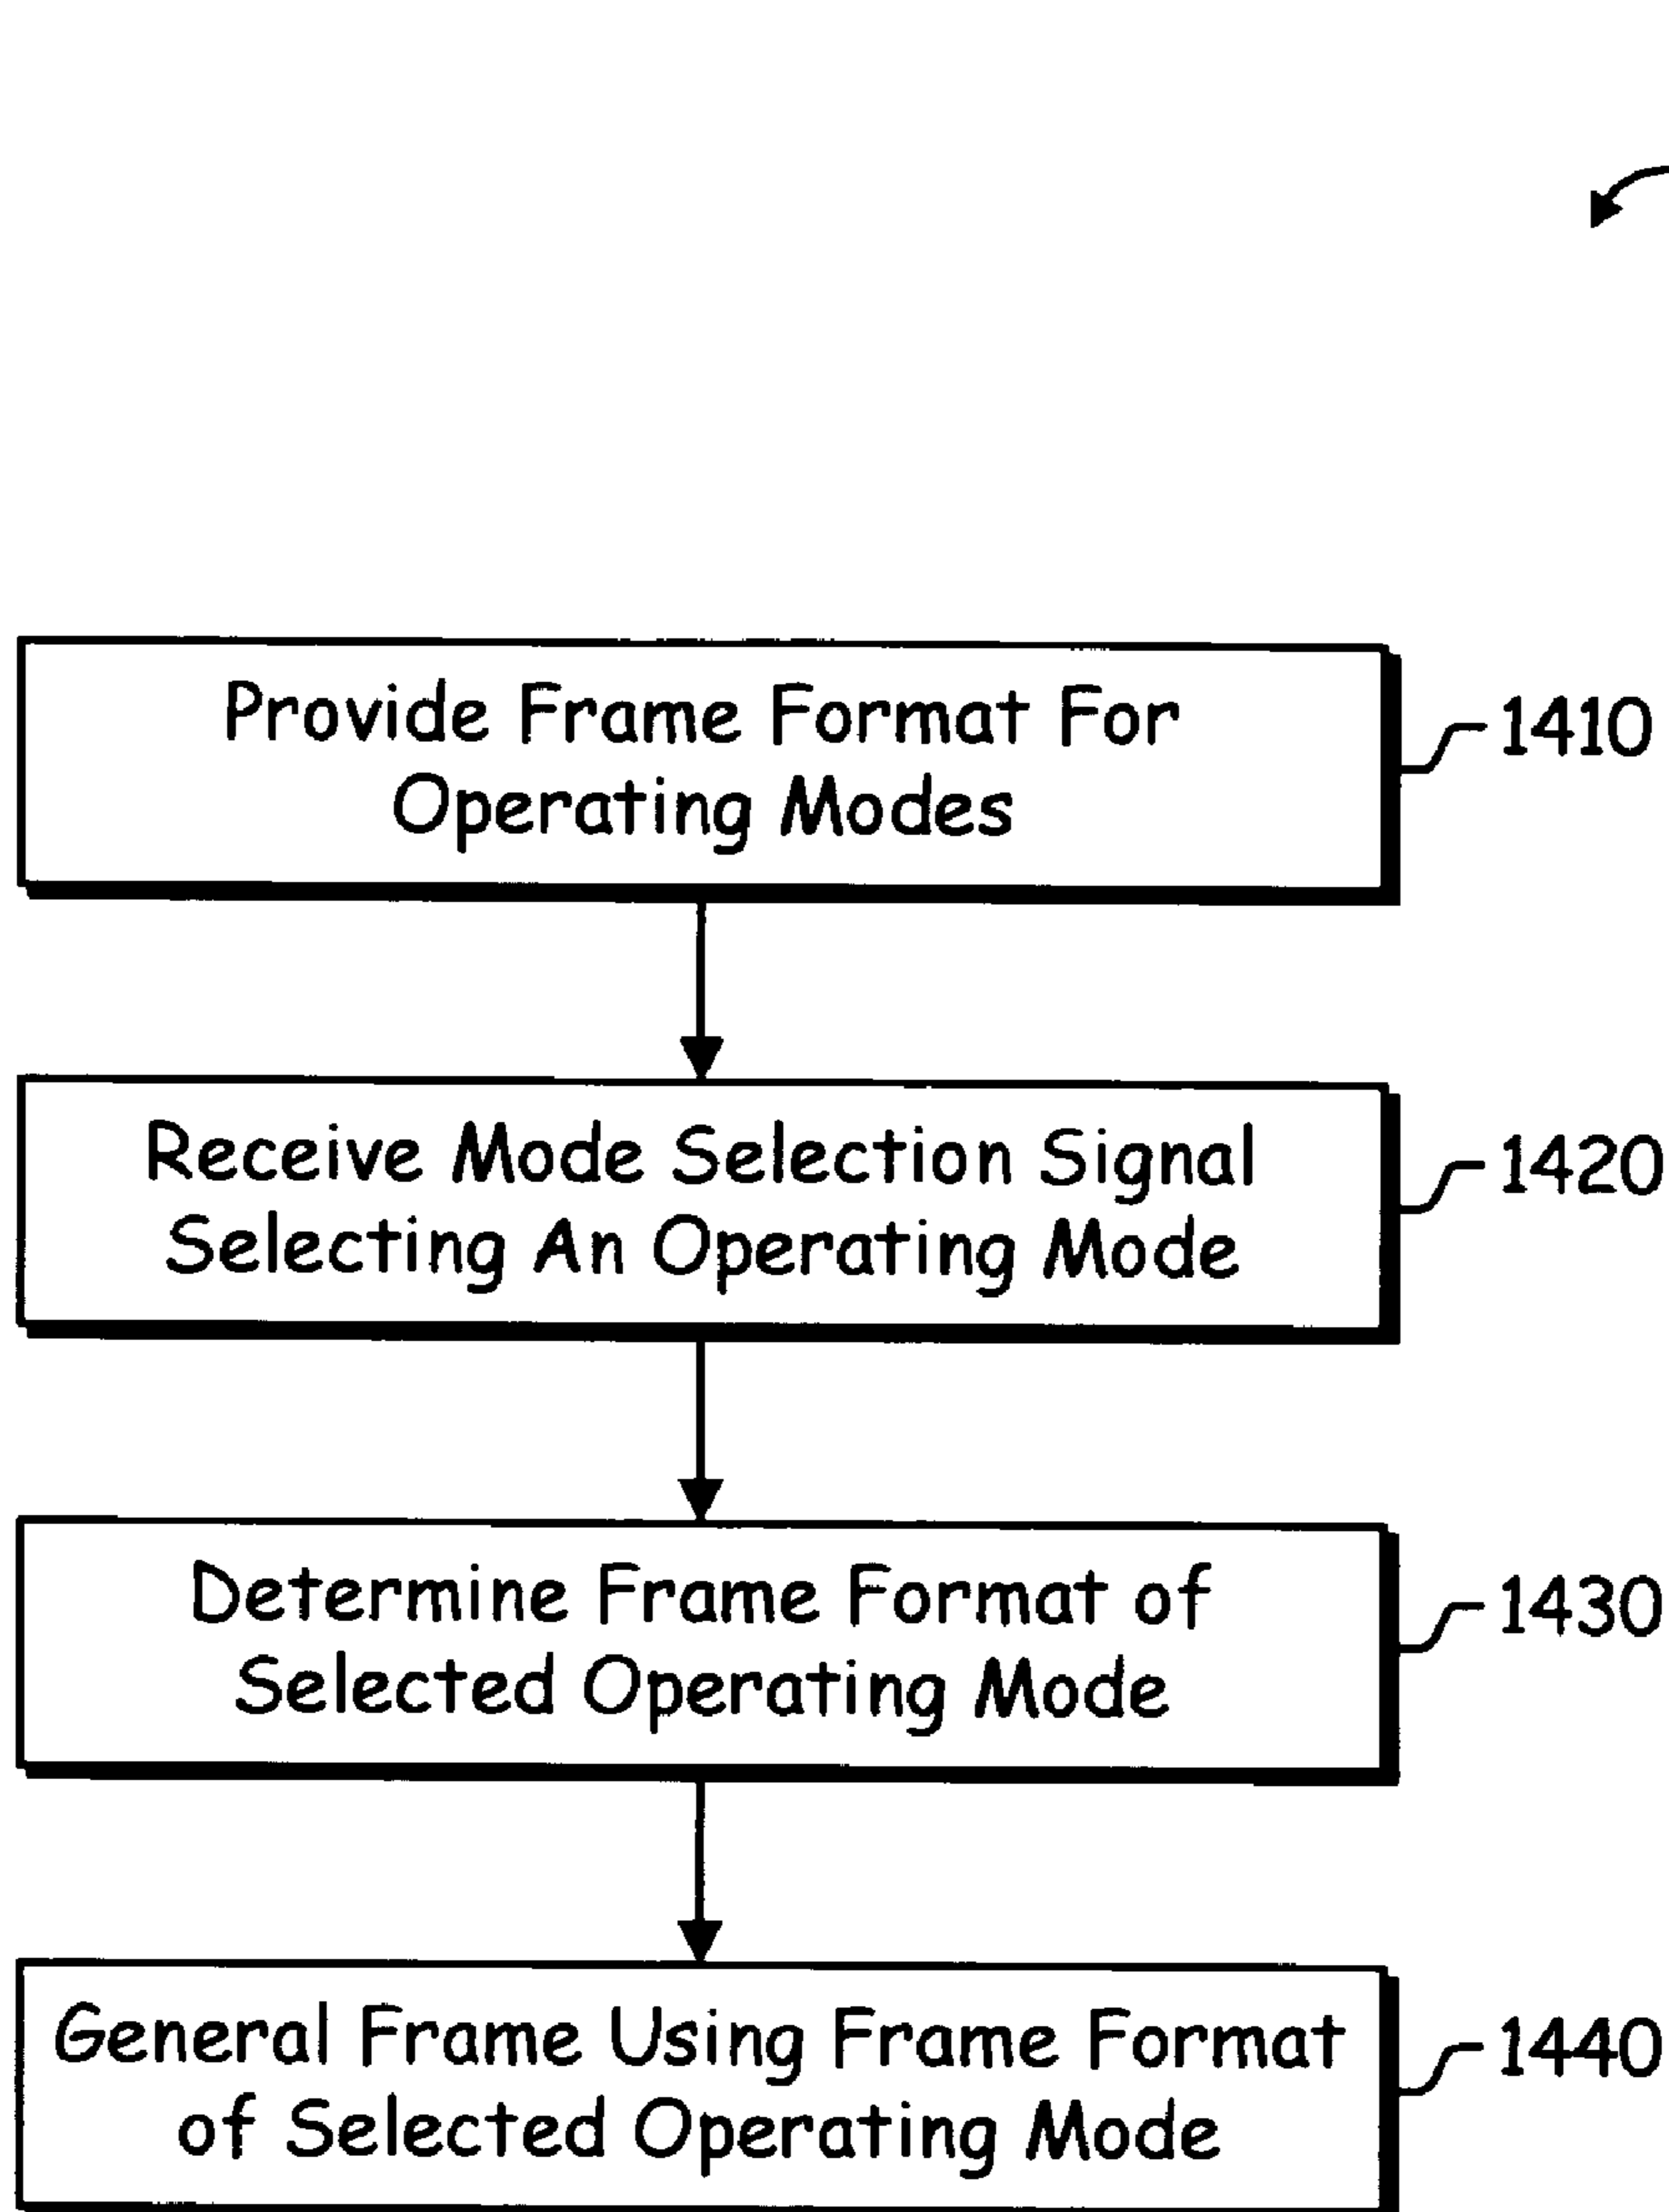 Provide Frame Format For
Operating Modes
1410
Receive Mode Selection Signal
Selecting An Operating Mode
1420
Determine Frame Format of
Selected Operating Mode
1430
General Frame Using Frame Format
of Selected Operating Mode
1440